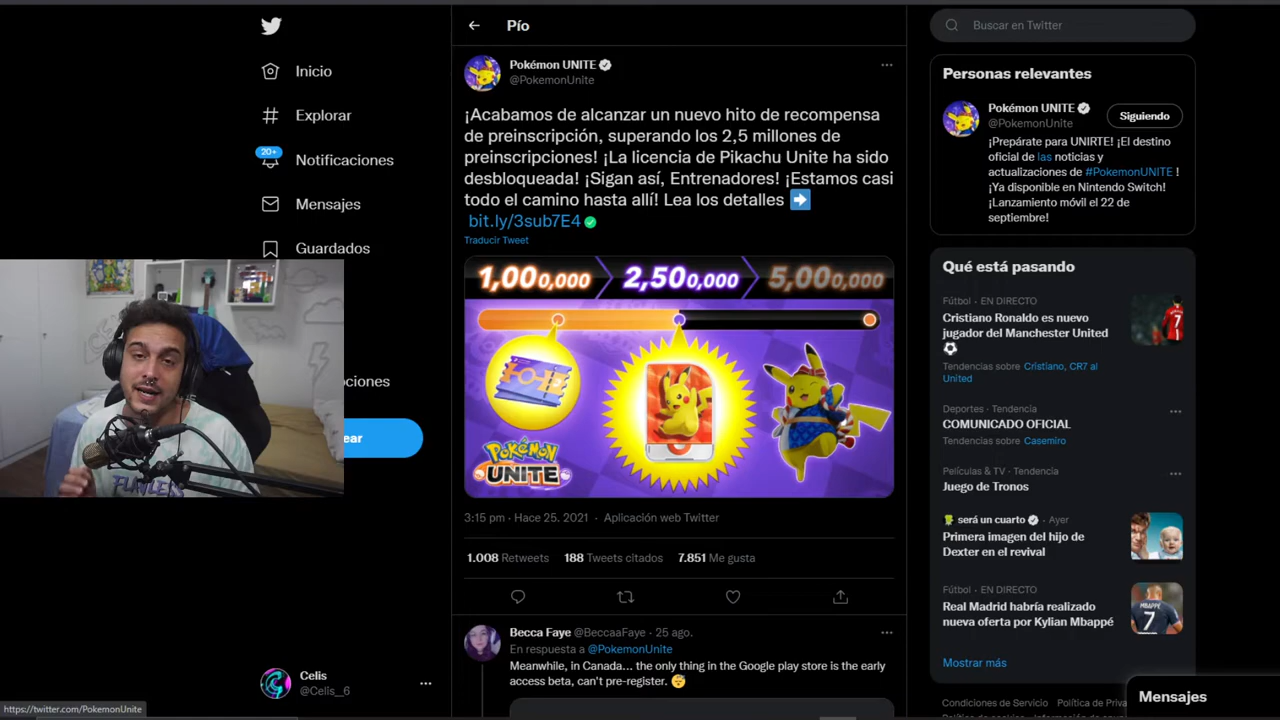 Inicio
Explorar
20+
Notificaciones
Mensajes
Guardados
ciones
ear
Celis
@Celis_6
https://twitter.com/PokemonUnite
Pío
Pokémon UNITE
@PokemonUnite
¡Acabamos de alcanzar un nuevo hito de recompensa
de preinscripción, superando los 2,5 millones de
preinscripciones! ¡La licencia de Pikachu Unite ha sido
desbloqueada! ¡Sigan así, Entrenadores! ¡Estamos casi
todo el camino hasta allí! Lea los detalles
bit.ly/3sub7E4
Traducir Tweet
1,000,000 2,500,000 5,000,000
POKéMON
UNITE
3:15 pm · Hace 25. 2021 · Aplicación web Twitter
1.008 Retweets 188 Tweets citados 7.851 Me gusta
Becca Faye @BeccaaFaye · 25 ago.
En respuesta a @PokemonUnite
Meanwhile, in Canada... the only thing in the Google play store is the early
access beta, can't pre-register.
Buscar en Twitter
Personas relevantes
Pokémon UNITE
@PokemonUnite
Siguiendo
¡Prepárate para UNIRTE! ¡El destino
oficial de las noticias y
actualizaciones de #PokemonUNITE !
¡Ya disponible en Nintendo Switch!
¡Lanzamiento móvil el 22 de
septiembre!
Qué está pasando
Fútbol · EN DIRECTO
Cristiano Ronaldo es nuevo
jugador del Manchester United
Tendencias sobre Cristiano, CR7 al
United
Deportes · Tendencia
COMUNICADO OFICIAL
Tendencias sobre Casemiro
Películas & TV · Tendencia
Juego de Tronos
será un cuarto · Ayer
Primera imagen del hijo de
Dexter en el revival
Fútbol · EN DIRECTO
Real Madrid habría realizado
nueva oferta por Kylian Mbappé
MBAPPÉ
7
Mostrar más
Condiciones de Servicio Política de Priva
Mensajes